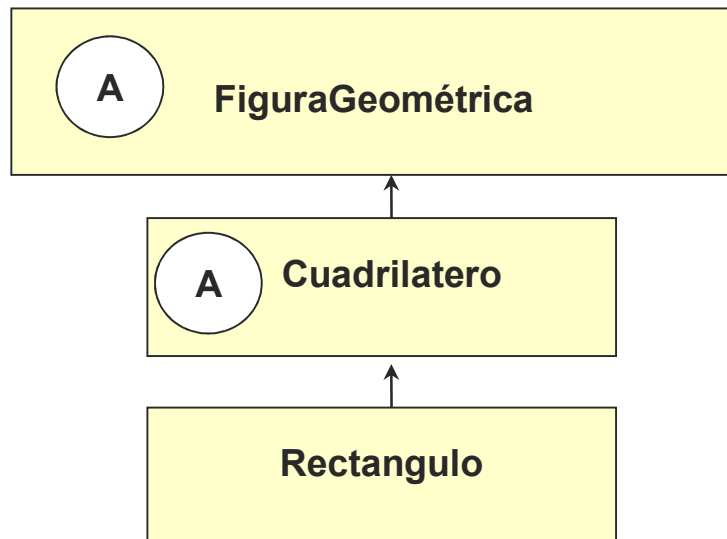 A
FiguraGeométrica
A
Cuadrilatero
Rectangulo